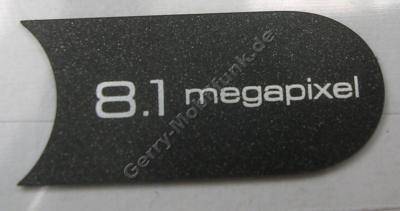 8.1 megapixel
Gerry-Mobilfunk.de